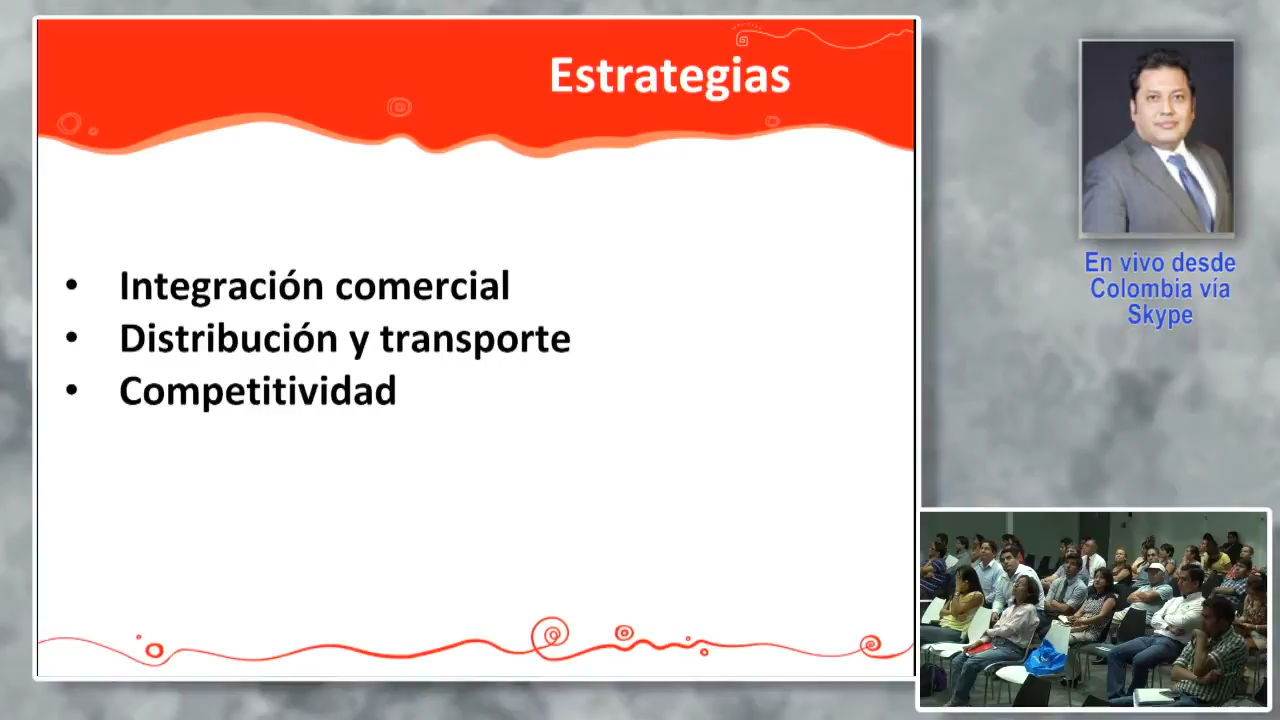 Estrategias
• Integración comercial
• Distribución y transporte
• Competitividad
En vivo desde
Colombia vía
Skype